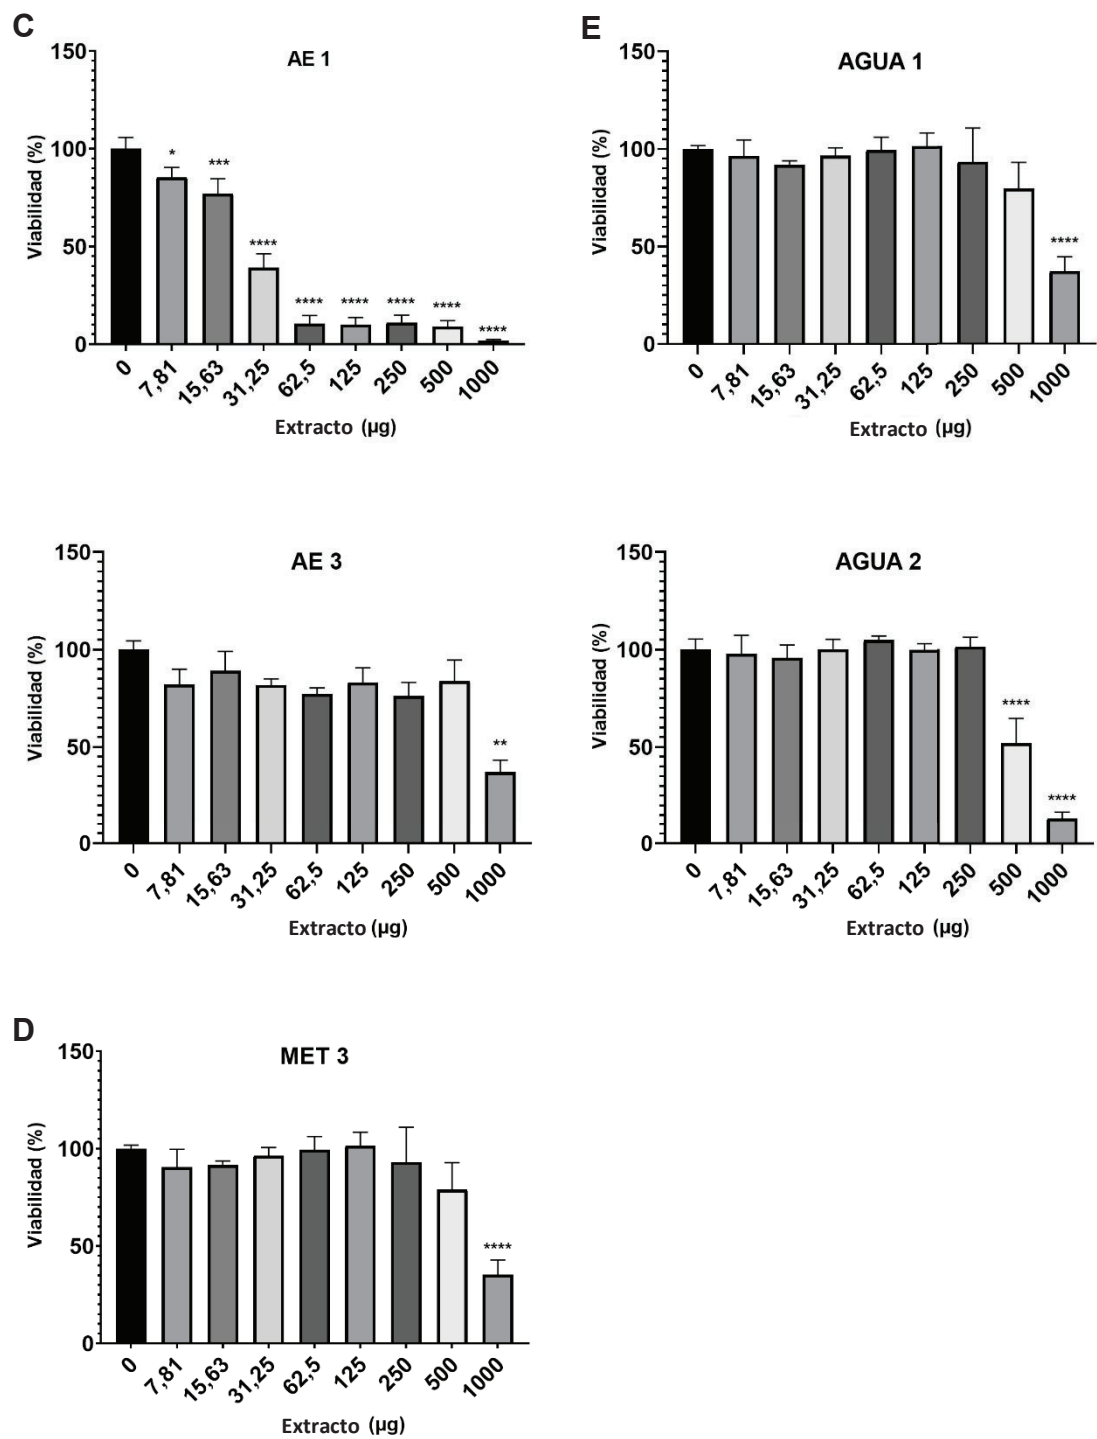 C
AE 1
Viabilidad (%)
150
100
50
0
*
***
****
****
****
****
****
****
0 7,81 15,63 31,25 62,5 125 250 500 1000
Extracto (µg)
E
AGUA 1
Viabilidad (%)
150
100
50
0
****
0 7,81 15,63 31,25 62,5 125 250 500 1000
Extracto (µg)
AE 3
Viabilidad (%)
150
100
50
0
**
0 7,81 15,63 31,25 62,5 125 250 500 1000
Extracto (µg)
AGUA 2
Viabilidad (%)
150
100
50
0
****
****
0 7,81 15,63 31,25 62,5 125 250 500 1000
Extracto (µg)
D
MET 3
Viabilidad (%)
150
100
50
0
****
0 7,81 15,63 31,25 62,5 125 250 500 1000
Extracto (µg)